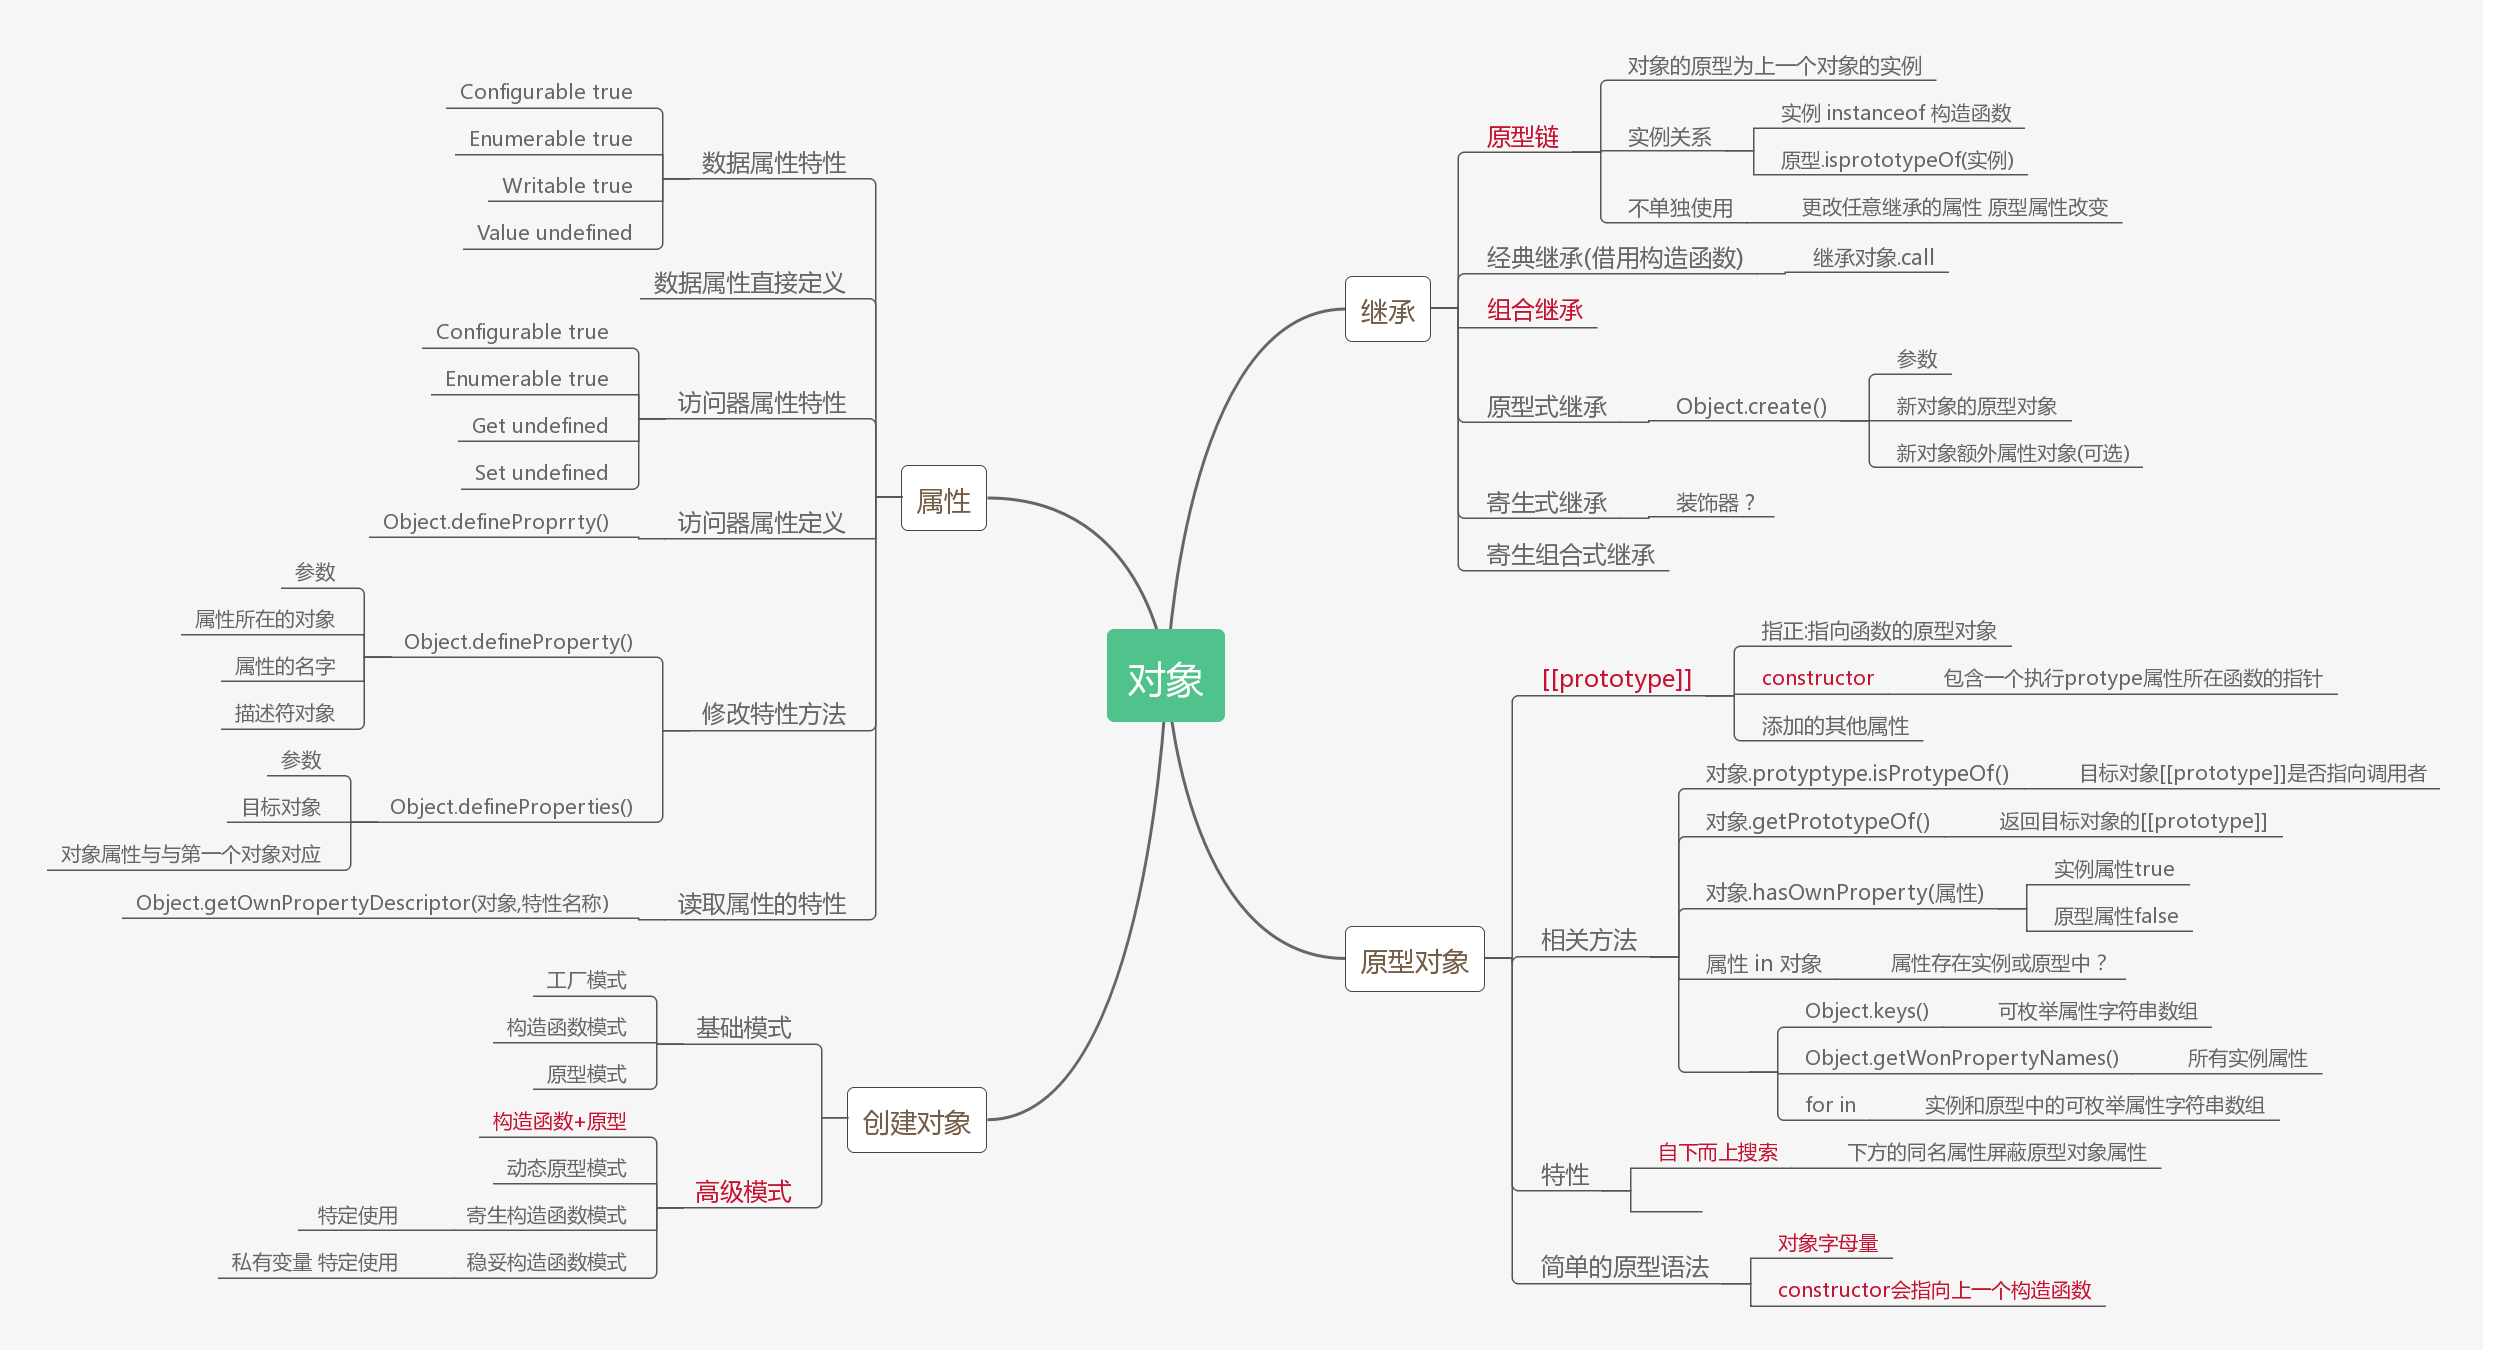 对象
属性
数据属性特性
Configurable true
Enumerable true
Writable true
Value undefined
数据属性直接定义
访问器属性特性
Configurable true
Enumerable true
Get undefined
Set undefined
访问器属性定义
Object.defineProprrty()
修改特性方法
Object.defineProperty()
参数
属性所在的对象
属性的名字
描述符对象
Object.defineProperties()
参数
目标对象
对象属性与与第一个对象对应
读取属性的特性
Object.getOwnPropertyDescriptor(对象,特性名称)
创建对象
基础模式
工厂模式
构造函数模式
原型模式
高级模式
构造函数+原型
动态原型模式
寄生构造函数模式
特定使用
稳妥构造函数模式
私有变量 特定使用
继承
原型链
对象的原型为上一个对象的实例
实例关系
实例 instanceof 构造函数
原型.isprototypeOf(实例)
不单独使用
更改任意继承的属性 原型属性改变
经典继承(借用构造函数)
继承对象.call
组合继承
原型式继承
Object.create()
参数
新对象的原型对象
新对象额外属性对象(可选)
寄生式继承
装饰器？
寄生组合式继承
原型对象
[[prototype]]
指正:指向函数的原型对象
constructor
包含一个执行protype属性所在函数的指针
添加的其他属性
相关方法
对象.protyptype.isProtypeOf()
目标对象[[prototype]]是否指向调用者
对象.getPrototypeOf()
返回目标对象的[[prototype]]
对象.hasOwnProperty(属性)
实例属性true
原型属性false
属性 in 对象
属性存在实例或原型中？
Object.keys()
可枚举属性字符串数组
Object.getWonPropertyNames()
所有实例属性
for in
实例和原型中的可枚举属性字符串数组
特性
自下而上搜索
下方的同名属性屏蔽原型对象属性
简单的原型语法
对象字母量
constructor会指向上一个构造函数